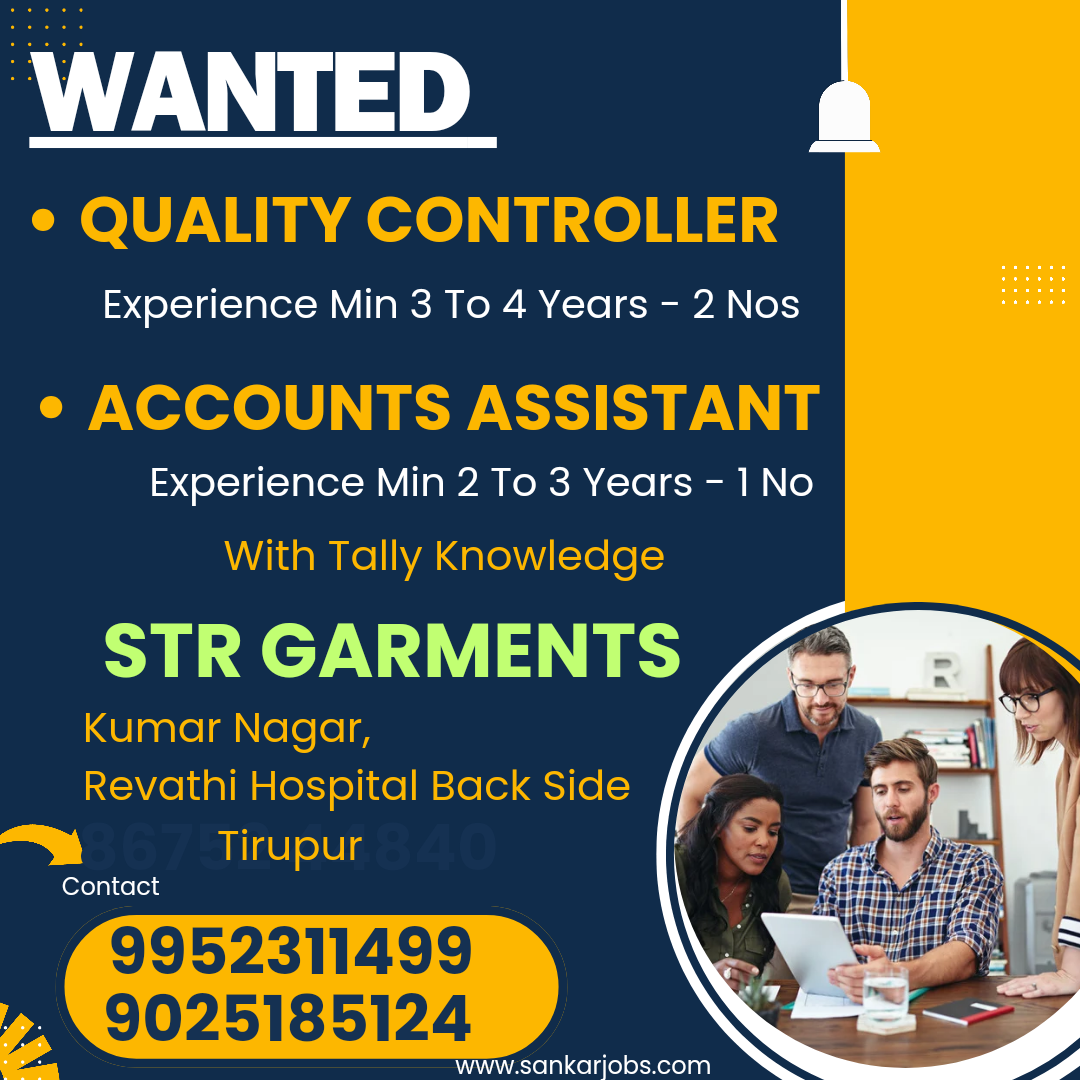 WANTED
• QUALITY CONTROLLER
Experience Min 3 To 4 Years - 2 Nos
• ACCOUNTS ASSISTANT
Experience Min 2 To 3 Years - 1 No
With Tally Knowledge
STR GARMENTS
Kumar Nagar,
Revathi Hospital Back Side
Tirupur
Contact
9952311499
9025185124
www.sankarjobs.com
R